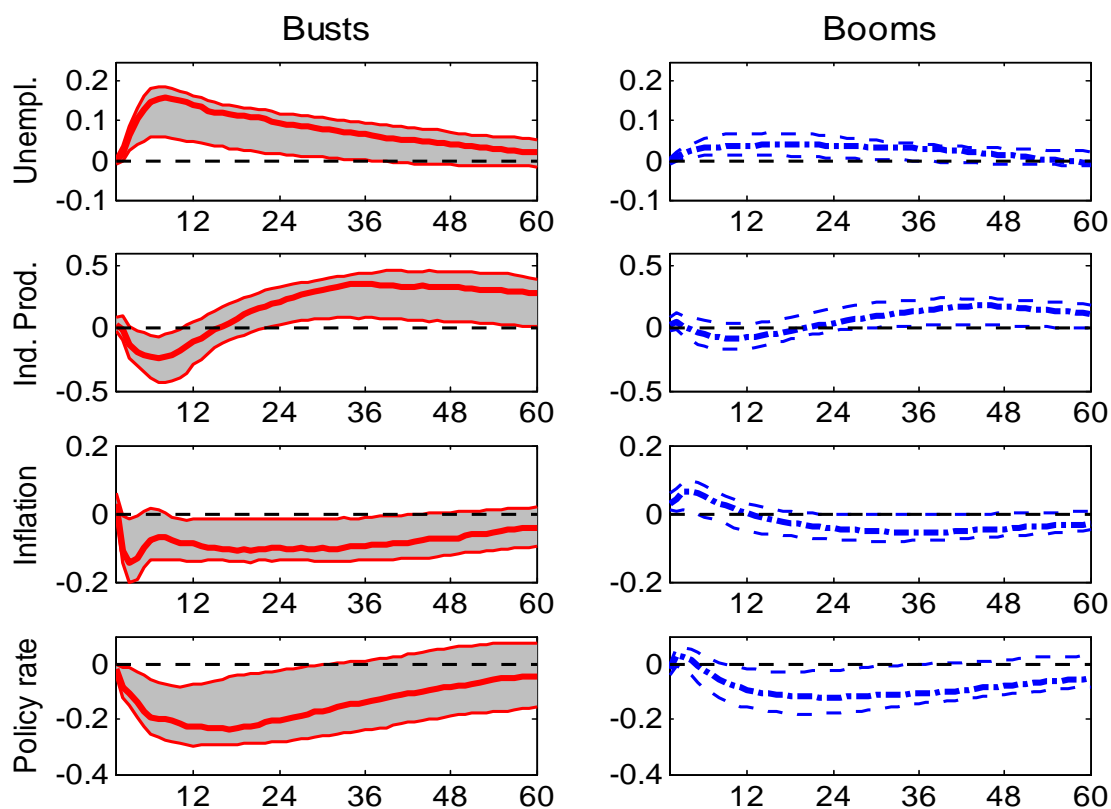 Busts Booms
Unempl.
0.2 0.2
0.1 0.1
0 0
-0.1 -0.1
12 24 36 48 60 12 24 36 48 60
Ind. Prod.
0.5 0.5
0 0
-0.5 -0.5
12 24 36 48 60 12 24 36 48 60
Inflation
0.2 0.2
0 0
-0.2 -0.2
12 24 36 48 60 12 24 36 48 60
Policy rate
0 0
-0.2 -0.2
-0.4 -0.4
12 24 36 48 60 12 24 36 48 60